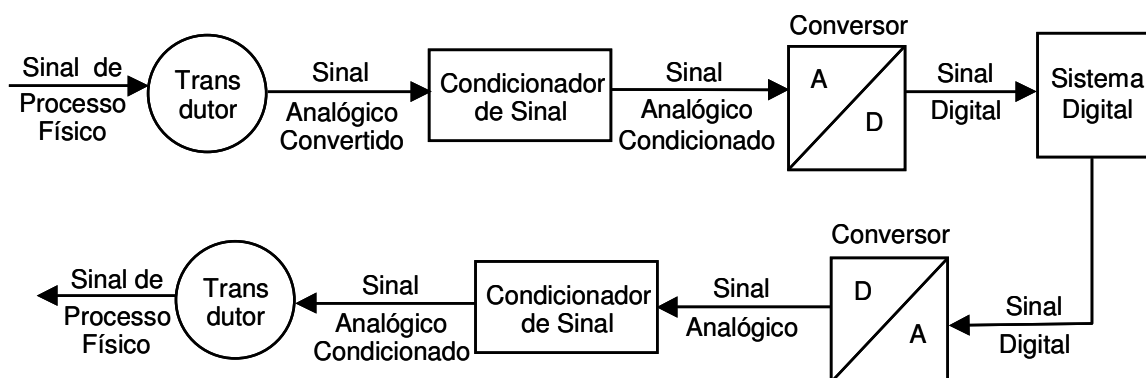 Sinal de
Processo
Físico
Trans
dutor
Sinal
Analógico
Convertido
Condicionador
de Sinal
Sinal
Analógico
Condicionado
Conversor
A
D
Sinal
Digital
Sistema
Digital
Sinal
Digital
Conversor
D
A
Sinal
Analógico
Condicionador
de Sinal
Sinal
Analógico
Condicionado
Trans
dutor
Sinal de
Processo
Físico